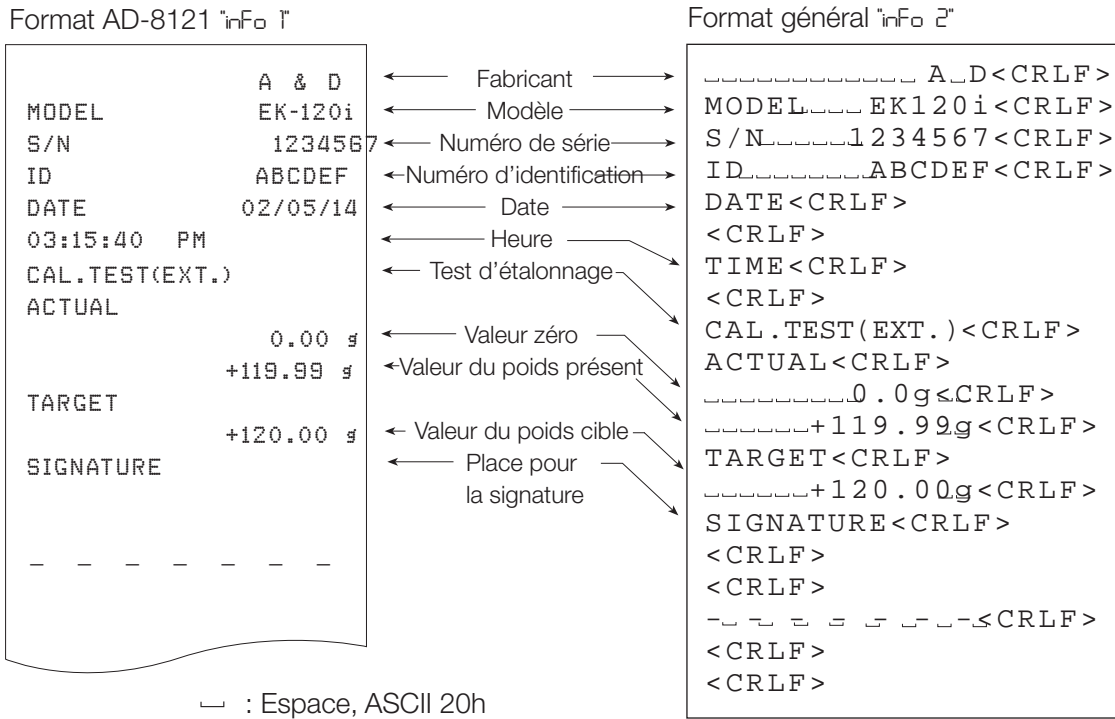 Format AD-8121 "inFo 1"
A & D
MODEL EK-120i
S/N 1234567
ID ABCDEF
DATE 02/05/14
03:15:40 PM
CAL.TEST(EXT.)
ACTUAL
0.00 g
+119.99 g
TARGET
+120.00 g
SIGNATURE
_ _ _ _ _ _ _
Fabricant
Modèle
Numéro de série
Numéro d'identification
Date
Heure
Test d'étalonnage
Valeur zéro
Valeur du poids présent
Valeur du poids cible
Place pour
la signature
Format général "inFo 2"
␣␣␣␣␣␣␣␣␣␣␣␣ A␣D<CRLF>
MODEL␣␣␣␣EK120i<CRLF>
S/N␣␣␣␣␣1234567<CRLF>
ID␣␣␣␣␣␣␣ABCDEF<CRLF>
DATE<CRLF>
<CRLF>
TIME<CRLF>
<CRLF>
CAL.TEST(EXT.)<CRLF>
ACTUAL<CRLF>
␣␣␣␣␣␣␣␣␣0.0g␣<CRLF>
␣␣␣␣␣␣+119.99␣g<CRLF>
TARGET<CRLF>
␣␣␣␣␣␣+120.00␣g<CRLF>
SIGNATURE<CRLF>
<CRLF>
<CRLF>
-␣-␣-␣-␣-␣-␣-␣<CRLF>
<CRLF>
<CRLF>
␣ : Espace, ASCII 20h